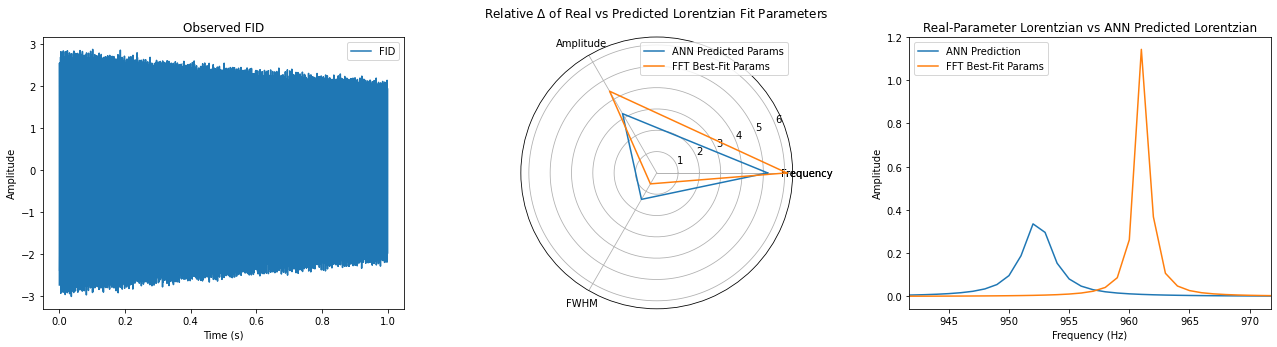 Observed FID
FID
Amplitude
3
2
1
0
−1
−2
−3
0.0 0.2 0.4 0.6 0.8 1.0
Time (s)
Relative Δ of Real vs Predicted Lorentzian Fit Parameters
ANN Predicted Params
FFT Best-Fit Params
Amplitude
Frequency
FWHM
1 2 3 4 5 6
Real-Parameter Lorentzian vs ANN Predicted Lorentzian
ANN Prediction
FFT Best-Fit Params
Amplitude
1.2
1.0
0.8
0.6
0.4
0.2
0.0
945 950 955 960 965 970
Frequency (Hz)